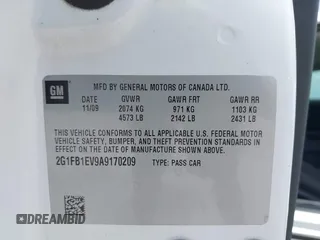 GM
MFD BY GENERAL MOTORS OF CANADA LTD.
DATE GVWR GAWR FRT GAWR RR
11/09 2074 KG 971 KG 1103 KG
4573 LB 2142 LB 2431 LB
THIS VEHICLE CONFORMS TO ALL APPLICABLE U.S. FEDERAL
MOTOR VEHICLE SAFETY, BUMPER, AND THEFT PREVENTION
STANDARDS IN EFFECT ON THE DATE OF MANUFACTURE
SHOWN ABOVE.
2G1FB1EV9A9170209 TYPE: PASS CAR
DREAMBID